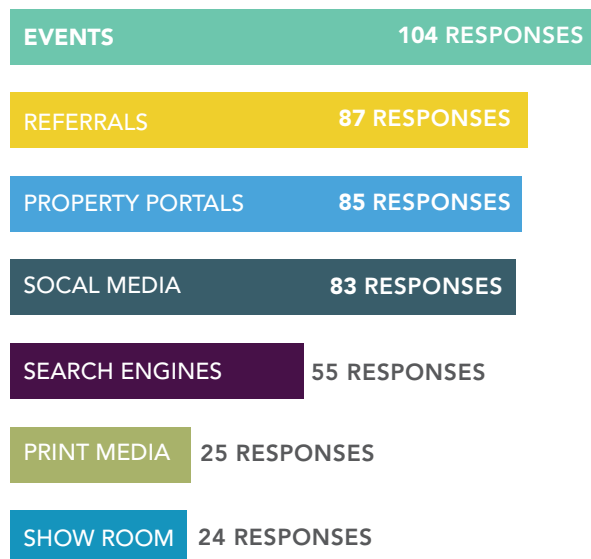 EVENTS 104 RESPONSES
REFERRALS 87 RESPONSES
PROPERTY PORTALS 85 RESPONSES
SOCAL MEDIA 83 RESPONSES
SEARCH ENGINES 55 RESPONSES
PRINT MEDIA 25 RESPONSES
SHOW ROOM 24 RESPONSES